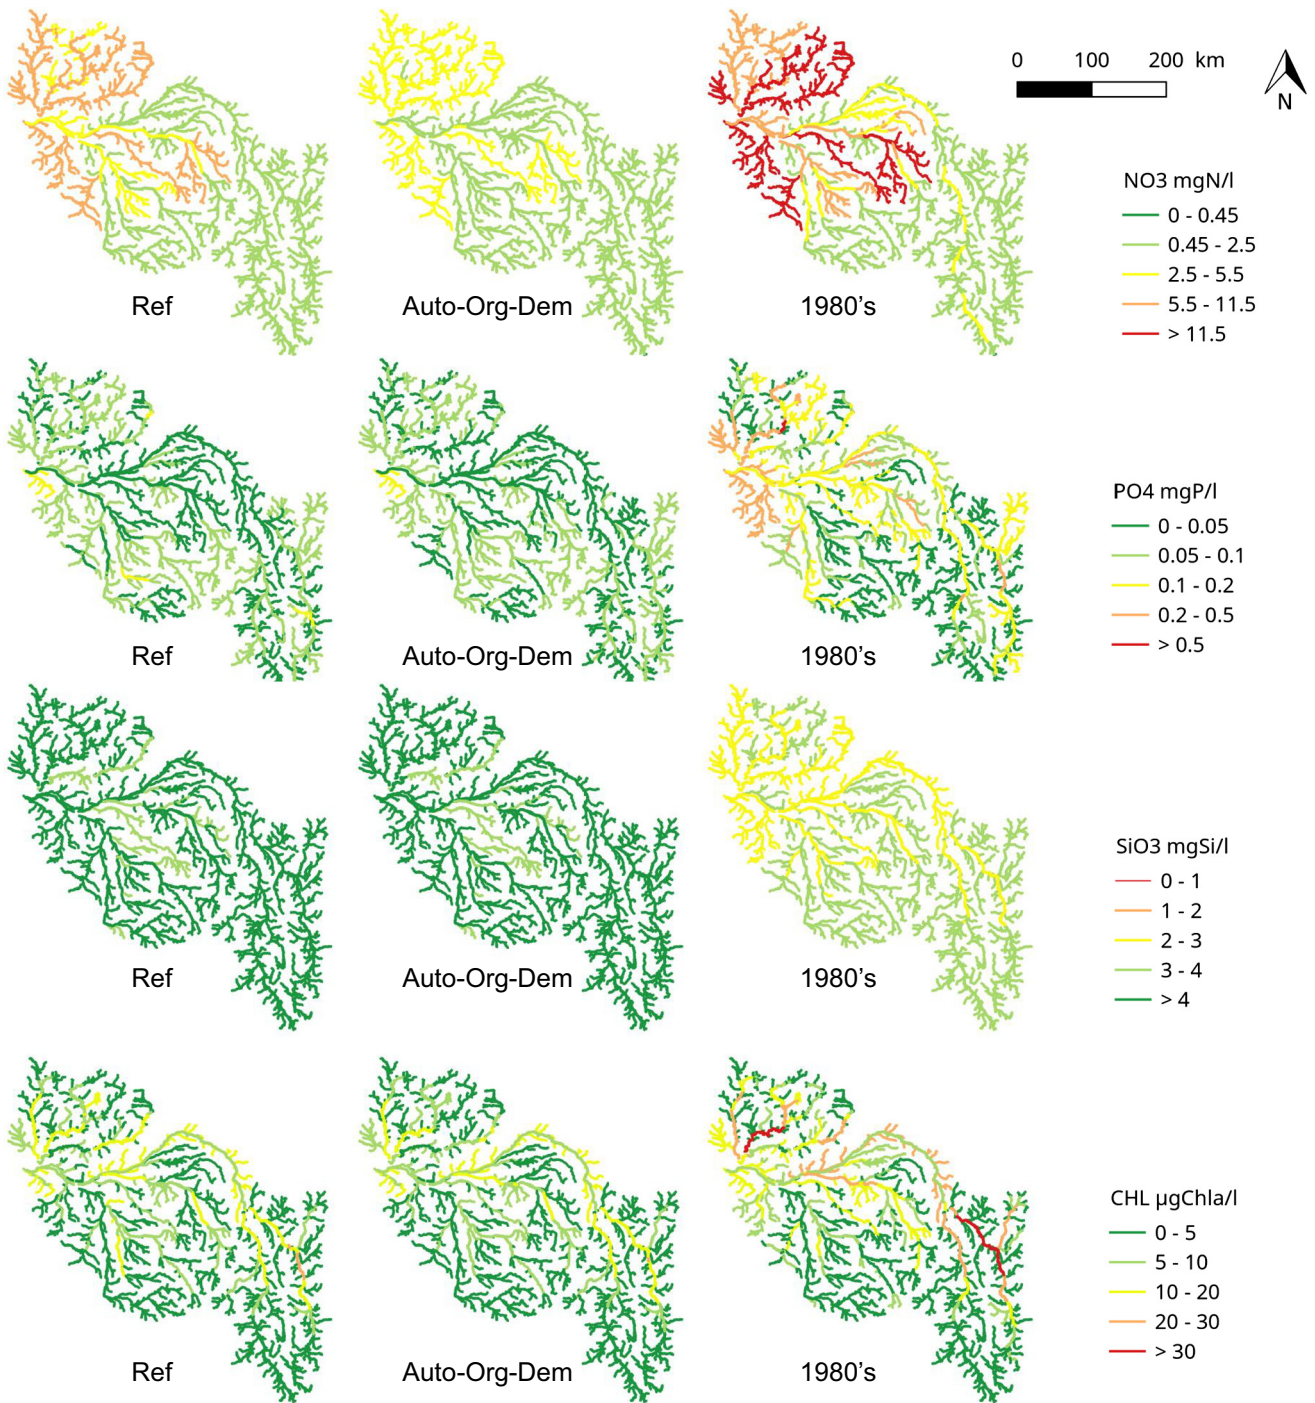 0 100 200 km
N
NO3 mgN/l
0 - 0.45
0.45 - 2.5
2.5 - 5.5
5.5 - 11.5
> 11.5
Ref Auto-Org-Dem 1980's
PO4 mgP/l
0 - 0.05
0.05 - 0.1
0.1 - 0.2
0.2 - 0.5
> 0.5
Ref Auto-Org-Dem 1980's
SiO3 mgSi/l
0 - 1
1 - 2
2 - 3
3 - 4
> 4
Ref Auto-Org-Dem 1980's
CHL µgChla/l
0 - 5
5 - 10
10 - 20
20 - 30
> 30
Ref Auto-Org-Dem 1980's